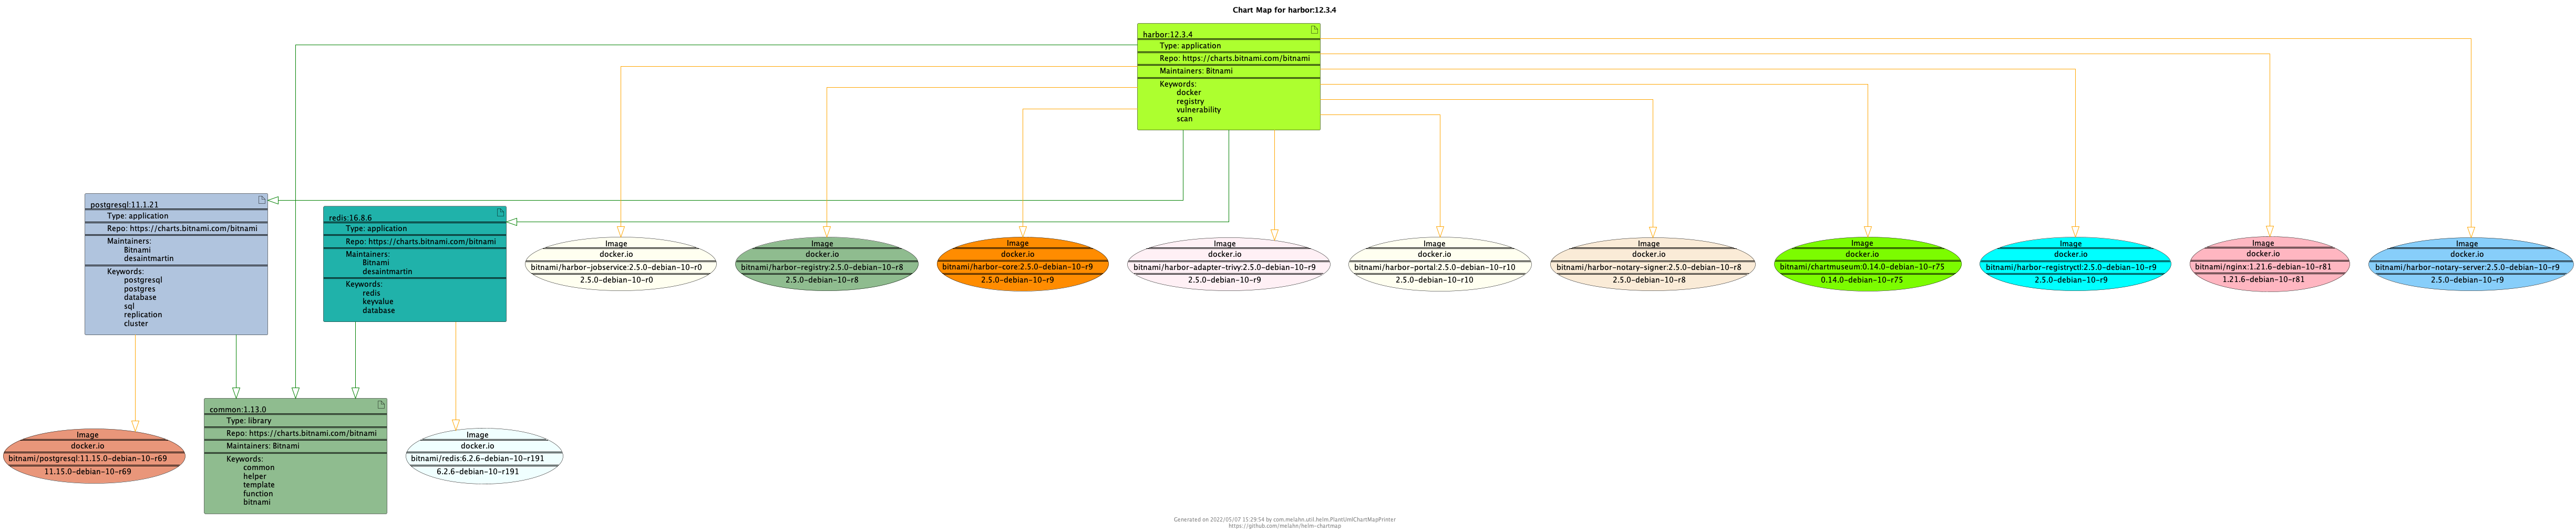 Chart Map for harbor:12.3.4
harbor:12.3.4
Type: application
Repo: https://charts.bitnami.com/bitnami
Maintainers: Bitnami
Keywords:
docker
registry
vulnerability
scan
postgresql:11.1.21
Type: application
Repo: https://charts.bitnami.com/bitnami
Maintainers:
Bitnami
desaintmartin
Keywords:
postgresql
postgres
database
sql
replication
cluster
redis:16.8.6
Type: application
Repo: https://charts.bitnami.com/bitnami
Maintainers:
Bitnami
desaintmartin
Keywords:
redis
keyvalue
database
Image
docker.io
bitnami/harbor-jobservice:2.5.0-debian-10-r0
2.5.0-debian-10-r0
Image
docker.io
bitnami/harbor-registry:2.5.0-debian-10-r8
2.5.0-debian-10-r8
Image
docker.io
bitnami/harbor-core:2.5.0-debian-10-r9
2.5.0-debian-10-r9
Image
docker.io
bitnami/harbor-adapter-trivy:2.5.0-debian-10-r9
2.5.0-debian-10-r9
Image
docker.io
bitnami/harbor-portal:2.5.0-debian-10-r10
2.5.0-debian-10-r10
Image
docker.io
bitnami/harbor-notary-signer:2.5.0-debian-10-r8
2.5.0-debian-10-r8
Image
docker.io
bitnami/chartmuseum:0.14.0-debian-10-r75
0.14.0-debian-10-r75
Image
docker.io
bitnami/harbor-registryctl:2.5.0-debian-10-r9
2.5.0-debian-10-r9
Image
docker.io
bitnami/nginx:1.21.6-debian-10-r81
1.21.6-debian-10-r81
Image
docker.io
bitnami/harbor-notary-server:2.5.0-debian-10-r9
2.5.0-debian-10-r9
Image
docker.io
bitnami/postgresql:11.15.0-debian-10-r69
11.15.0-debian-10-r69
common:1.13.0
Type: library
Repo: https://charts.bitnami.com/bitnami
Maintainers: Bitnami
Keywords:
common
helper
template
function
bitnami
Image
docker.io
bitnami/redis:6.2.6-debian-10-r191
6.2.6-debian-10-r191
Generated on 2022/05/07 15:29:54 by com.melahn.util.helm.PlantUmlChartMapPrinter
https://github.com/melahn/helm-chartmap